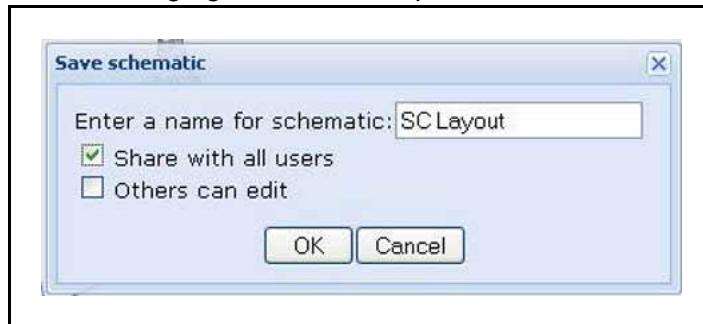 Save schematic
Enter a name for schematic: SC Layout
Share with all users
Others can edit
OK Cancel